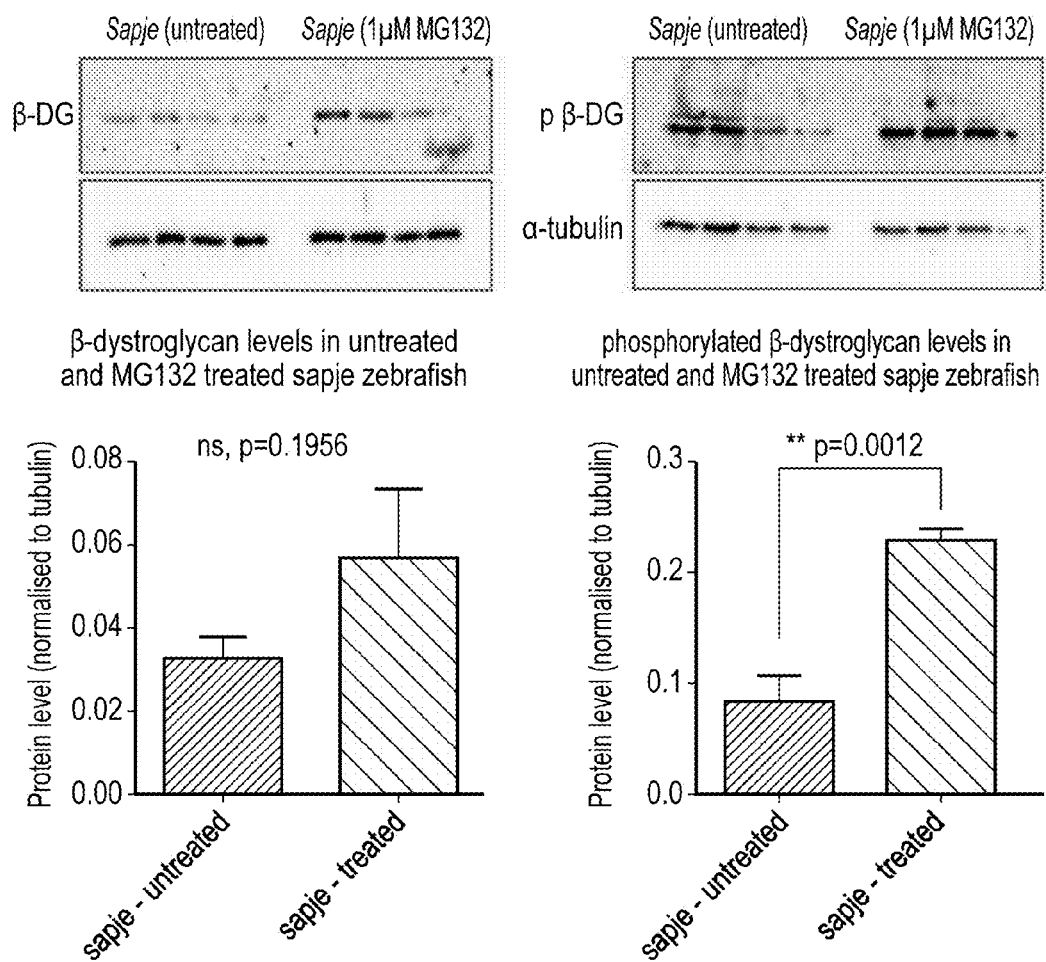 Sapje (untreated) Sapje (1µM MG132)
β-DG
β-dystroglycan levels in untreated
and MG132 treated sapje zebrafish
ns, p=0.1956
Protein level (normalised to tubulin)
0.08
0.06
0.04
0.02
0.00
sapje - untreated
sapje - treated
Sapje (untreated) Sapje (1µM MG132)
p β-DG
α-tubulin
phosphorylated β-dystroglycan levels in
untreated and MG132 treated sapje zebrafish
** p=0.0012
Protein level (normalised to tubulin)
0.3
0.2
0.1
0.0
sapje - untreated
sapje - treated